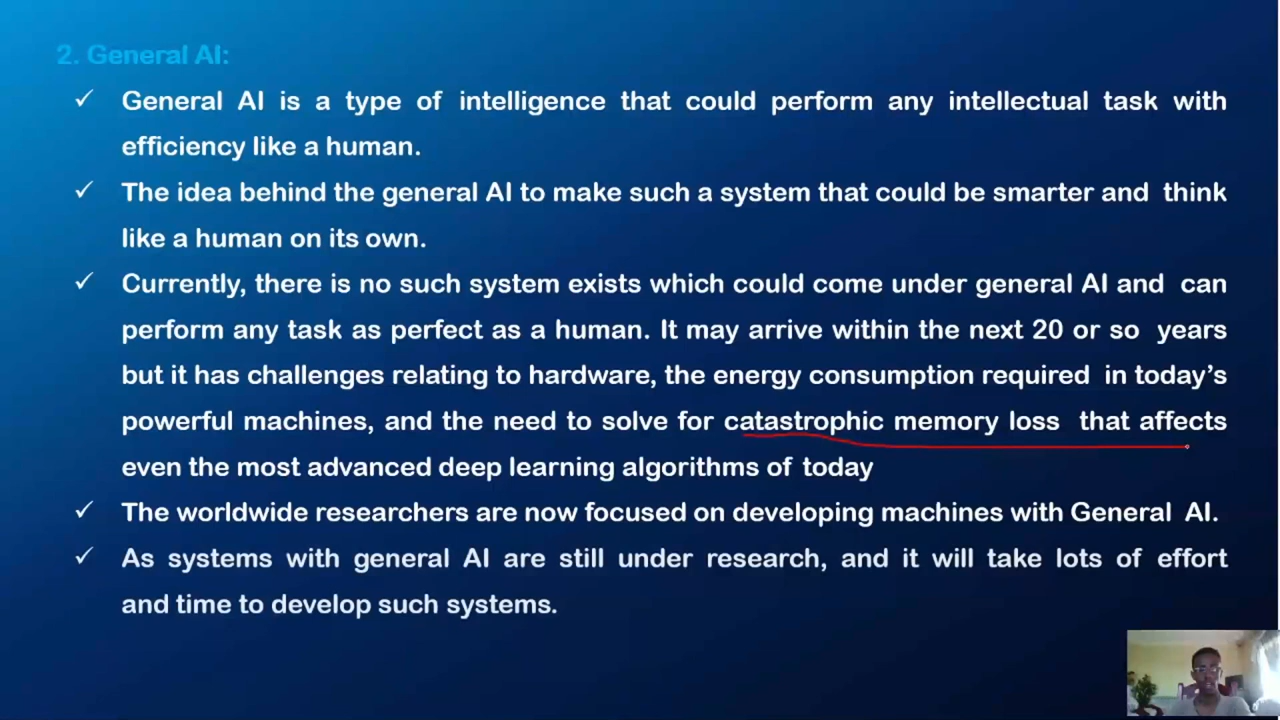 2. General AI:
✓ General AI is a type of intelligence that could perform any intellectual task with
efficiency like a human.
✓ The idea behind the general AI to make such a system that could be smarter and think
like a human on its own.
✓ Currently, there is no such system exists which could come under general AI and can
perform any task as perfect as a human. It may arrive within the next 20 or so years
but it has challenges relating to hardware, the energy consumption required in today’s
powerful machines, and the need to solve for catastrophic memory loss that affects
even the most advanced deep learning algorithms of today
✓ The worldwide researchers are now focused on developing machines with General AI.
✓ As systems with general AI are still under research, and it will take lots of effort
and time to develop such systems.